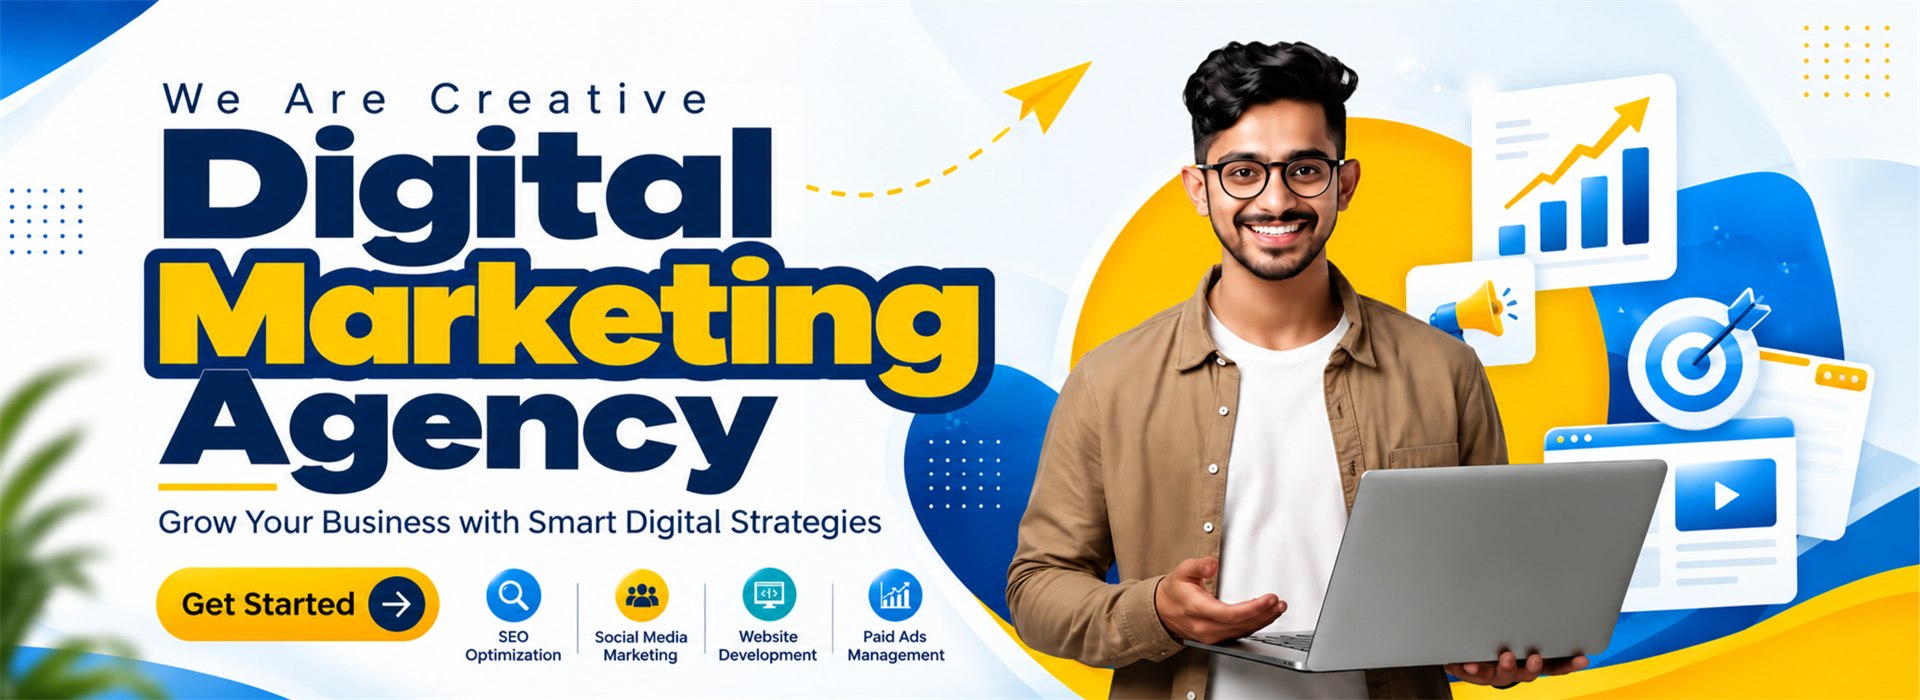 We Are Creative
Digital
Marketing
Agency
Grow Your Business with Smart Digital Strategies
Get Started
SEO
Optimization
Social Media
Marketing
Website
Development
Paid Ads
Management